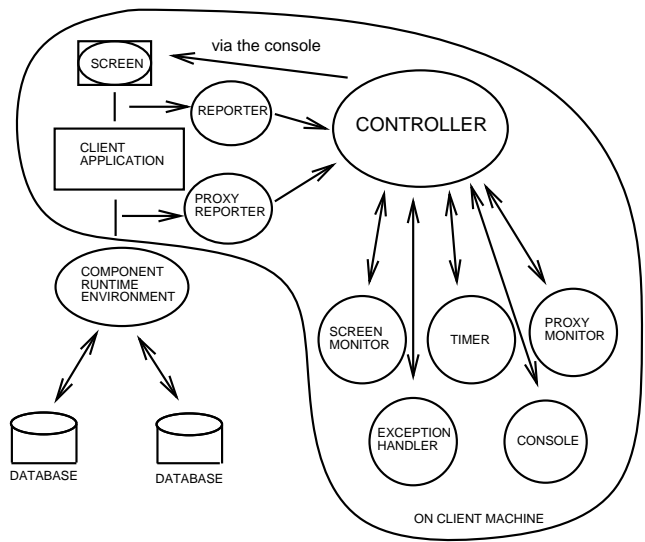 via the console
SCREEN
REPORTER
CONTROLLER
CLIENT
APPLICATION
PROXY
REPORTER
COMPONENT
RUNTIME
ENVIRONMENT
SCREEN
MONITOR
TIMER
PROXY
MONITOR
EXCEPTION
HANDLER
CONSOLE
DATABASE
DATABASE
ON CLIENT MACHINE